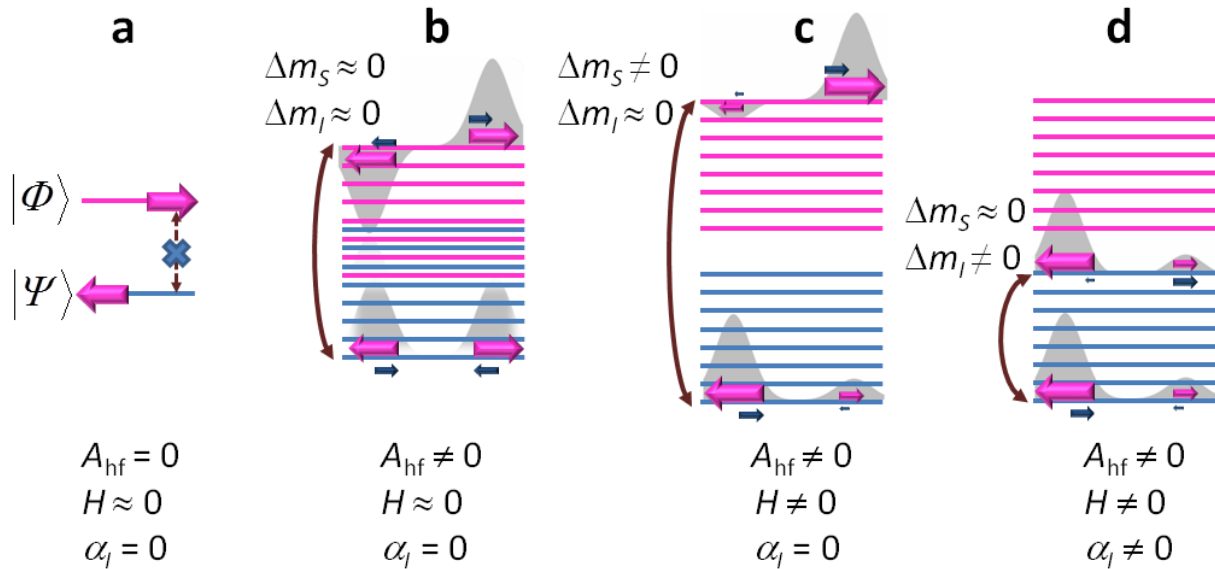 a
b
c
d
Δm_S ≈ 0
Δm_I ≈ 0
Δm_S ≠ 0
Δm_I ≈ 0
Δm_S ≈ 0
Δm_I ≠ 0
|Φ⟩
|Ψ⟩
A_hf = 0
H ≈ 0
α_I = 0
A_hf ≠ 0
H ≈ 0
α_I = 0
A_hf ≠ 0
H ≠ 0
α_I = 0
A_hf ≠ 0
H ≠ 0
α_I ≠ 0